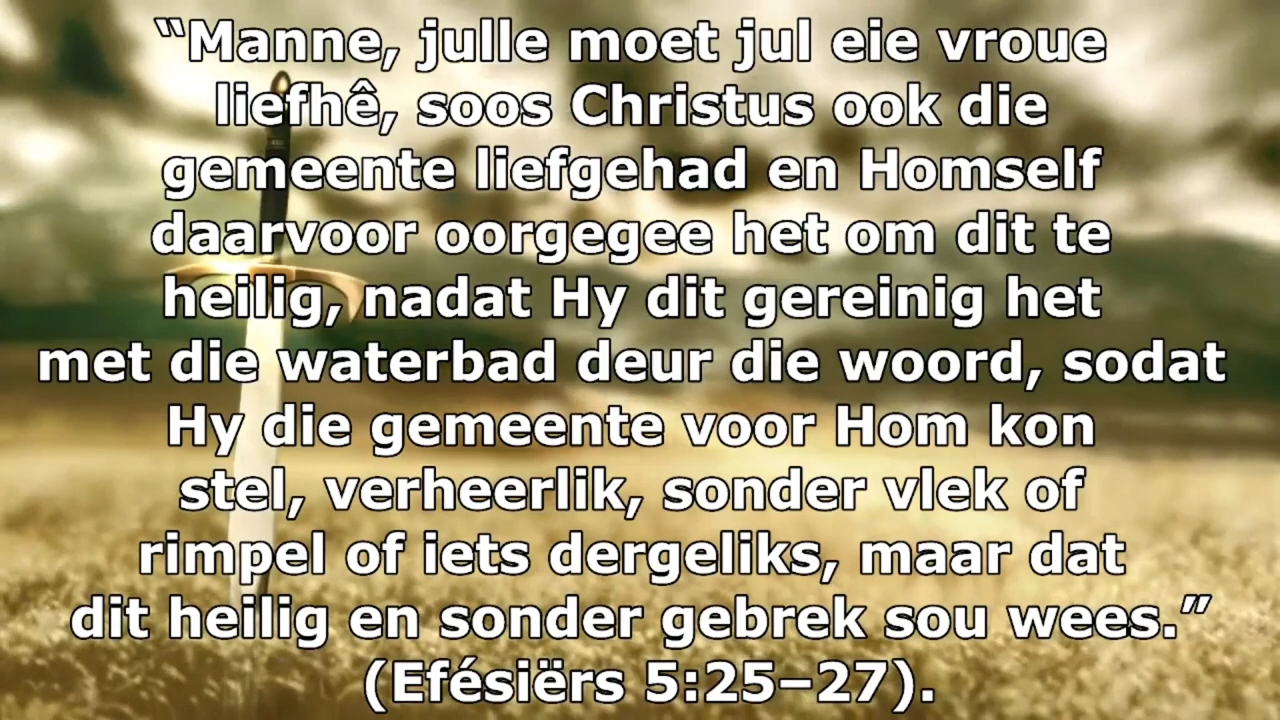 “Manne, julle moet jul eie vroue
liefhê, soos Christus ook die
gemeente liefgehad en Homself
daarvoor oorgegee het om dit te
heilig, nadat Hy dit gereinig het
met die waterbad deur die woord, sodat
Hy die gemeente voor Hom kon
stel, verheerlik, sonder vlek of
rimpel of iets dergeliks, maar dat
dit heilig en sonder gebrek sou wees.”
(Efésiërs 5:25–27).